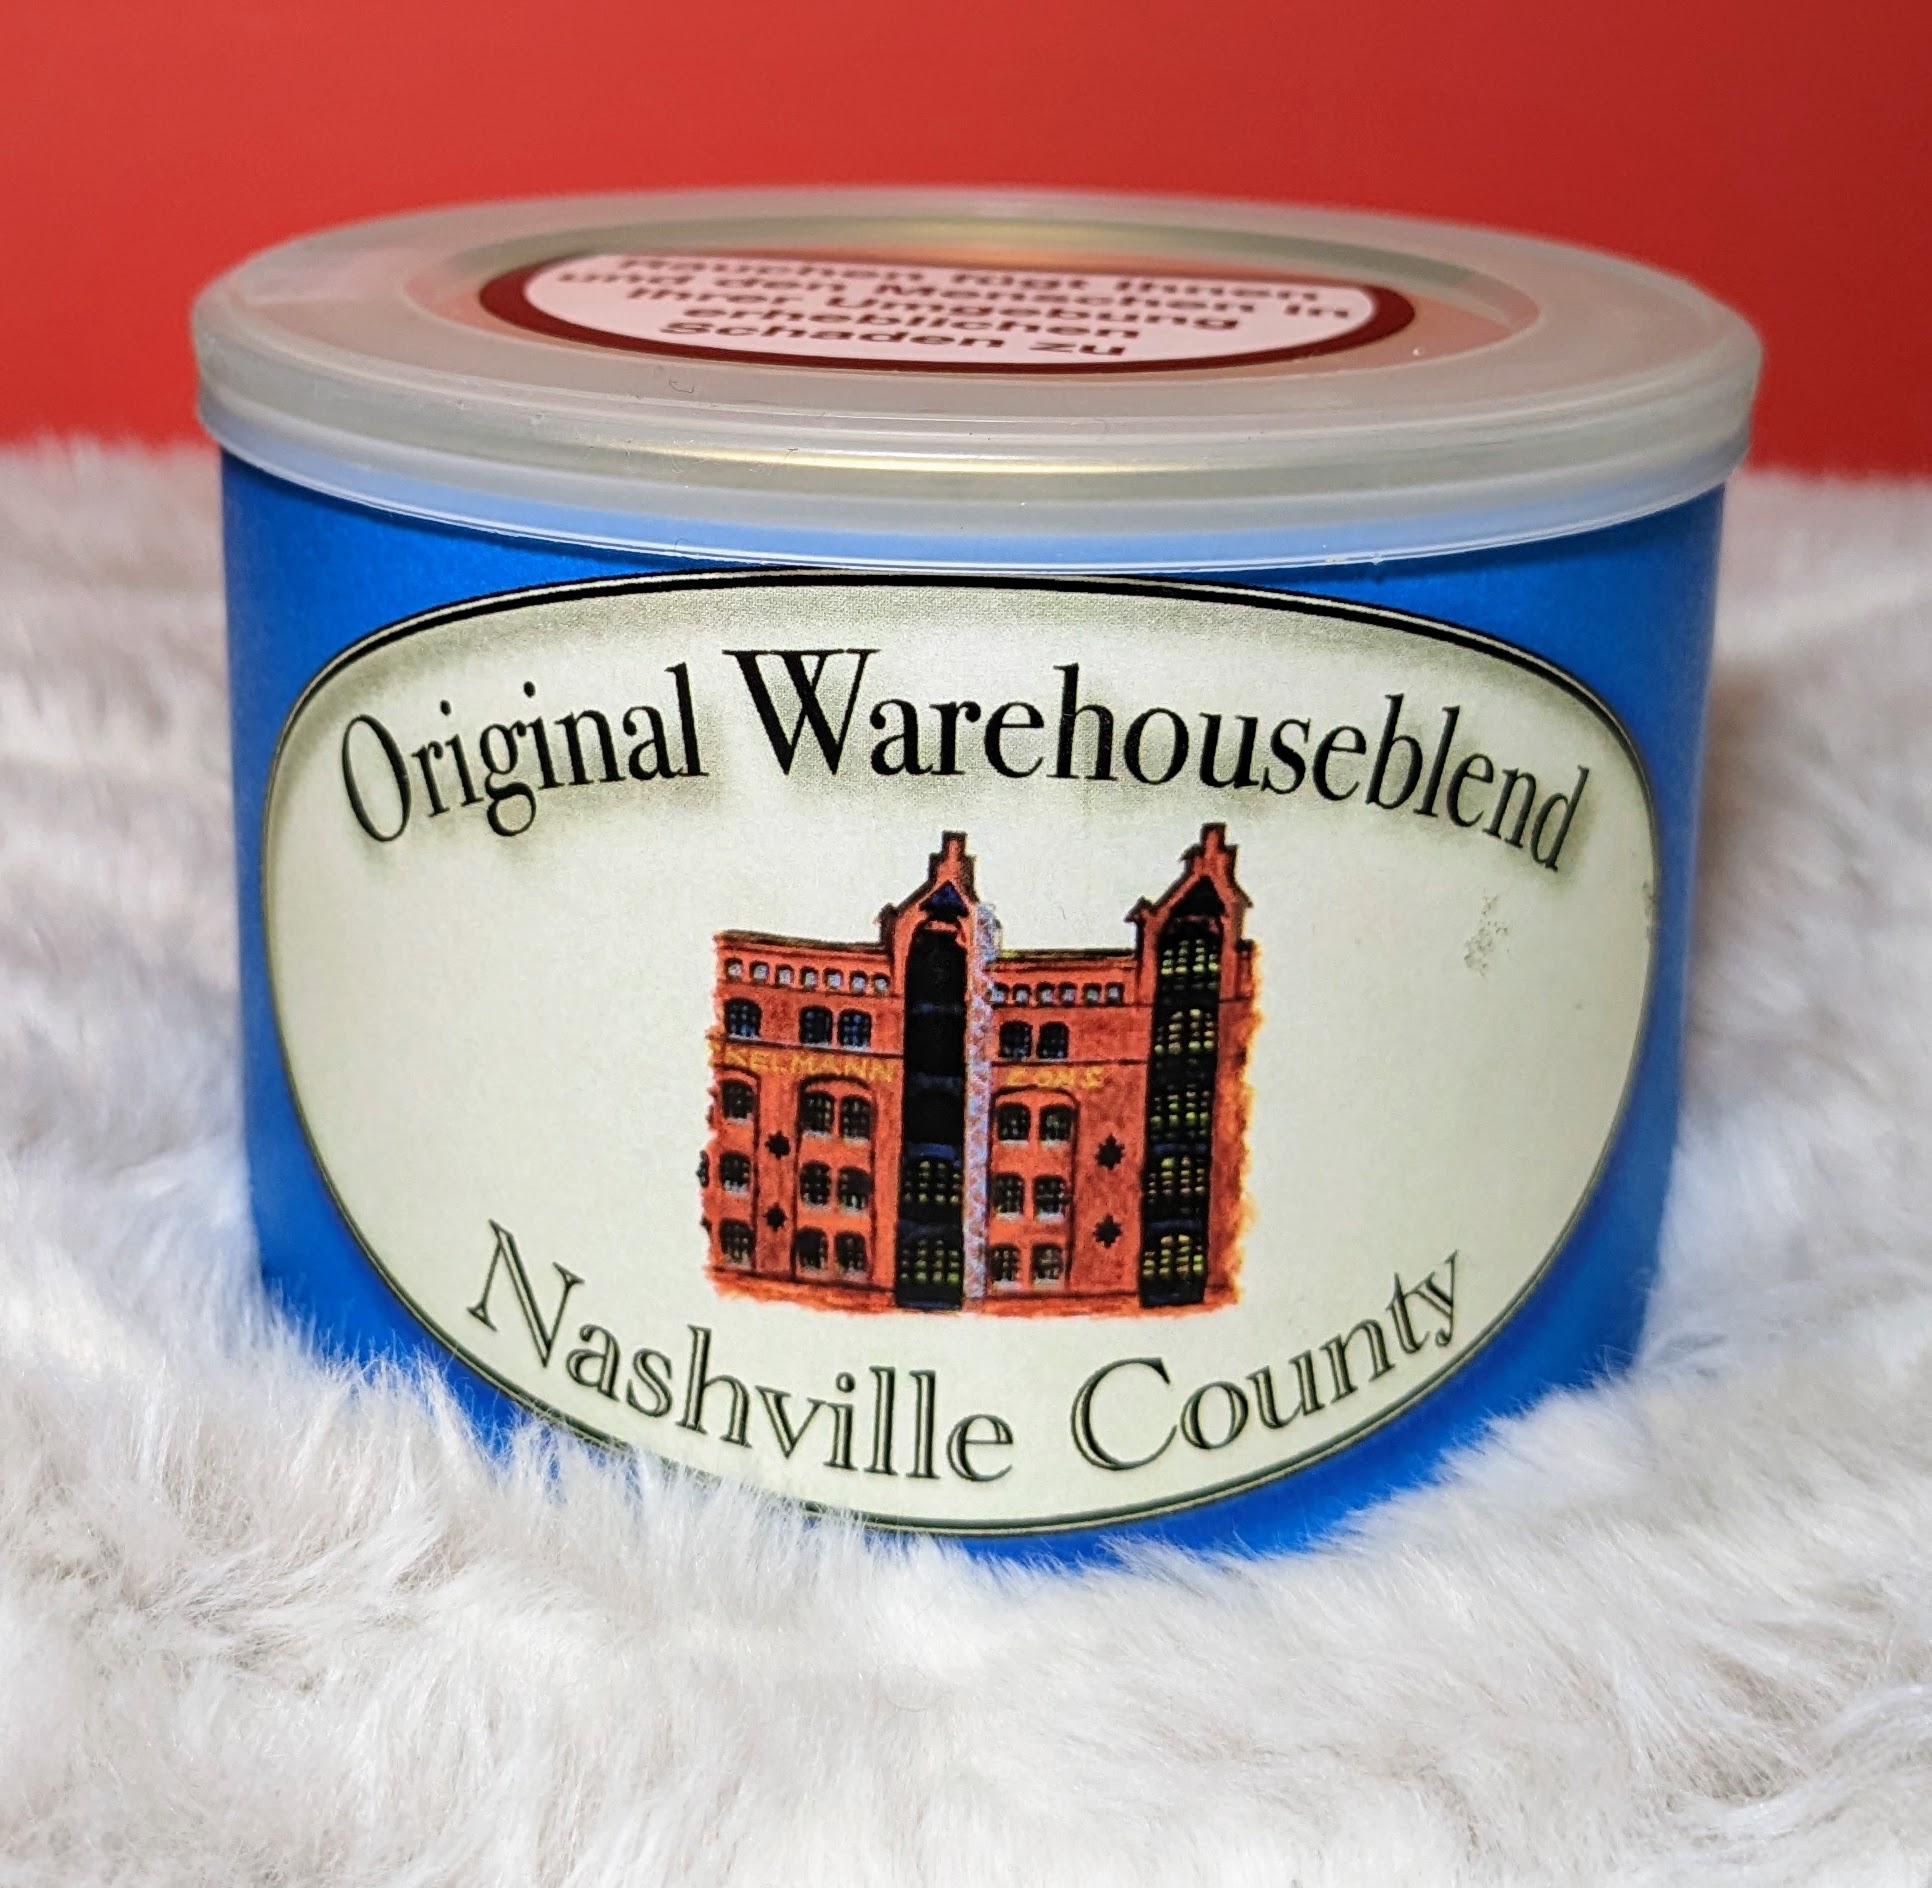 Rauchen fügt Ihnen
und den Menschen in
Ihrer Umgebung
erheblichen
Schaden zu
Original Warehouseblend
Nashville County